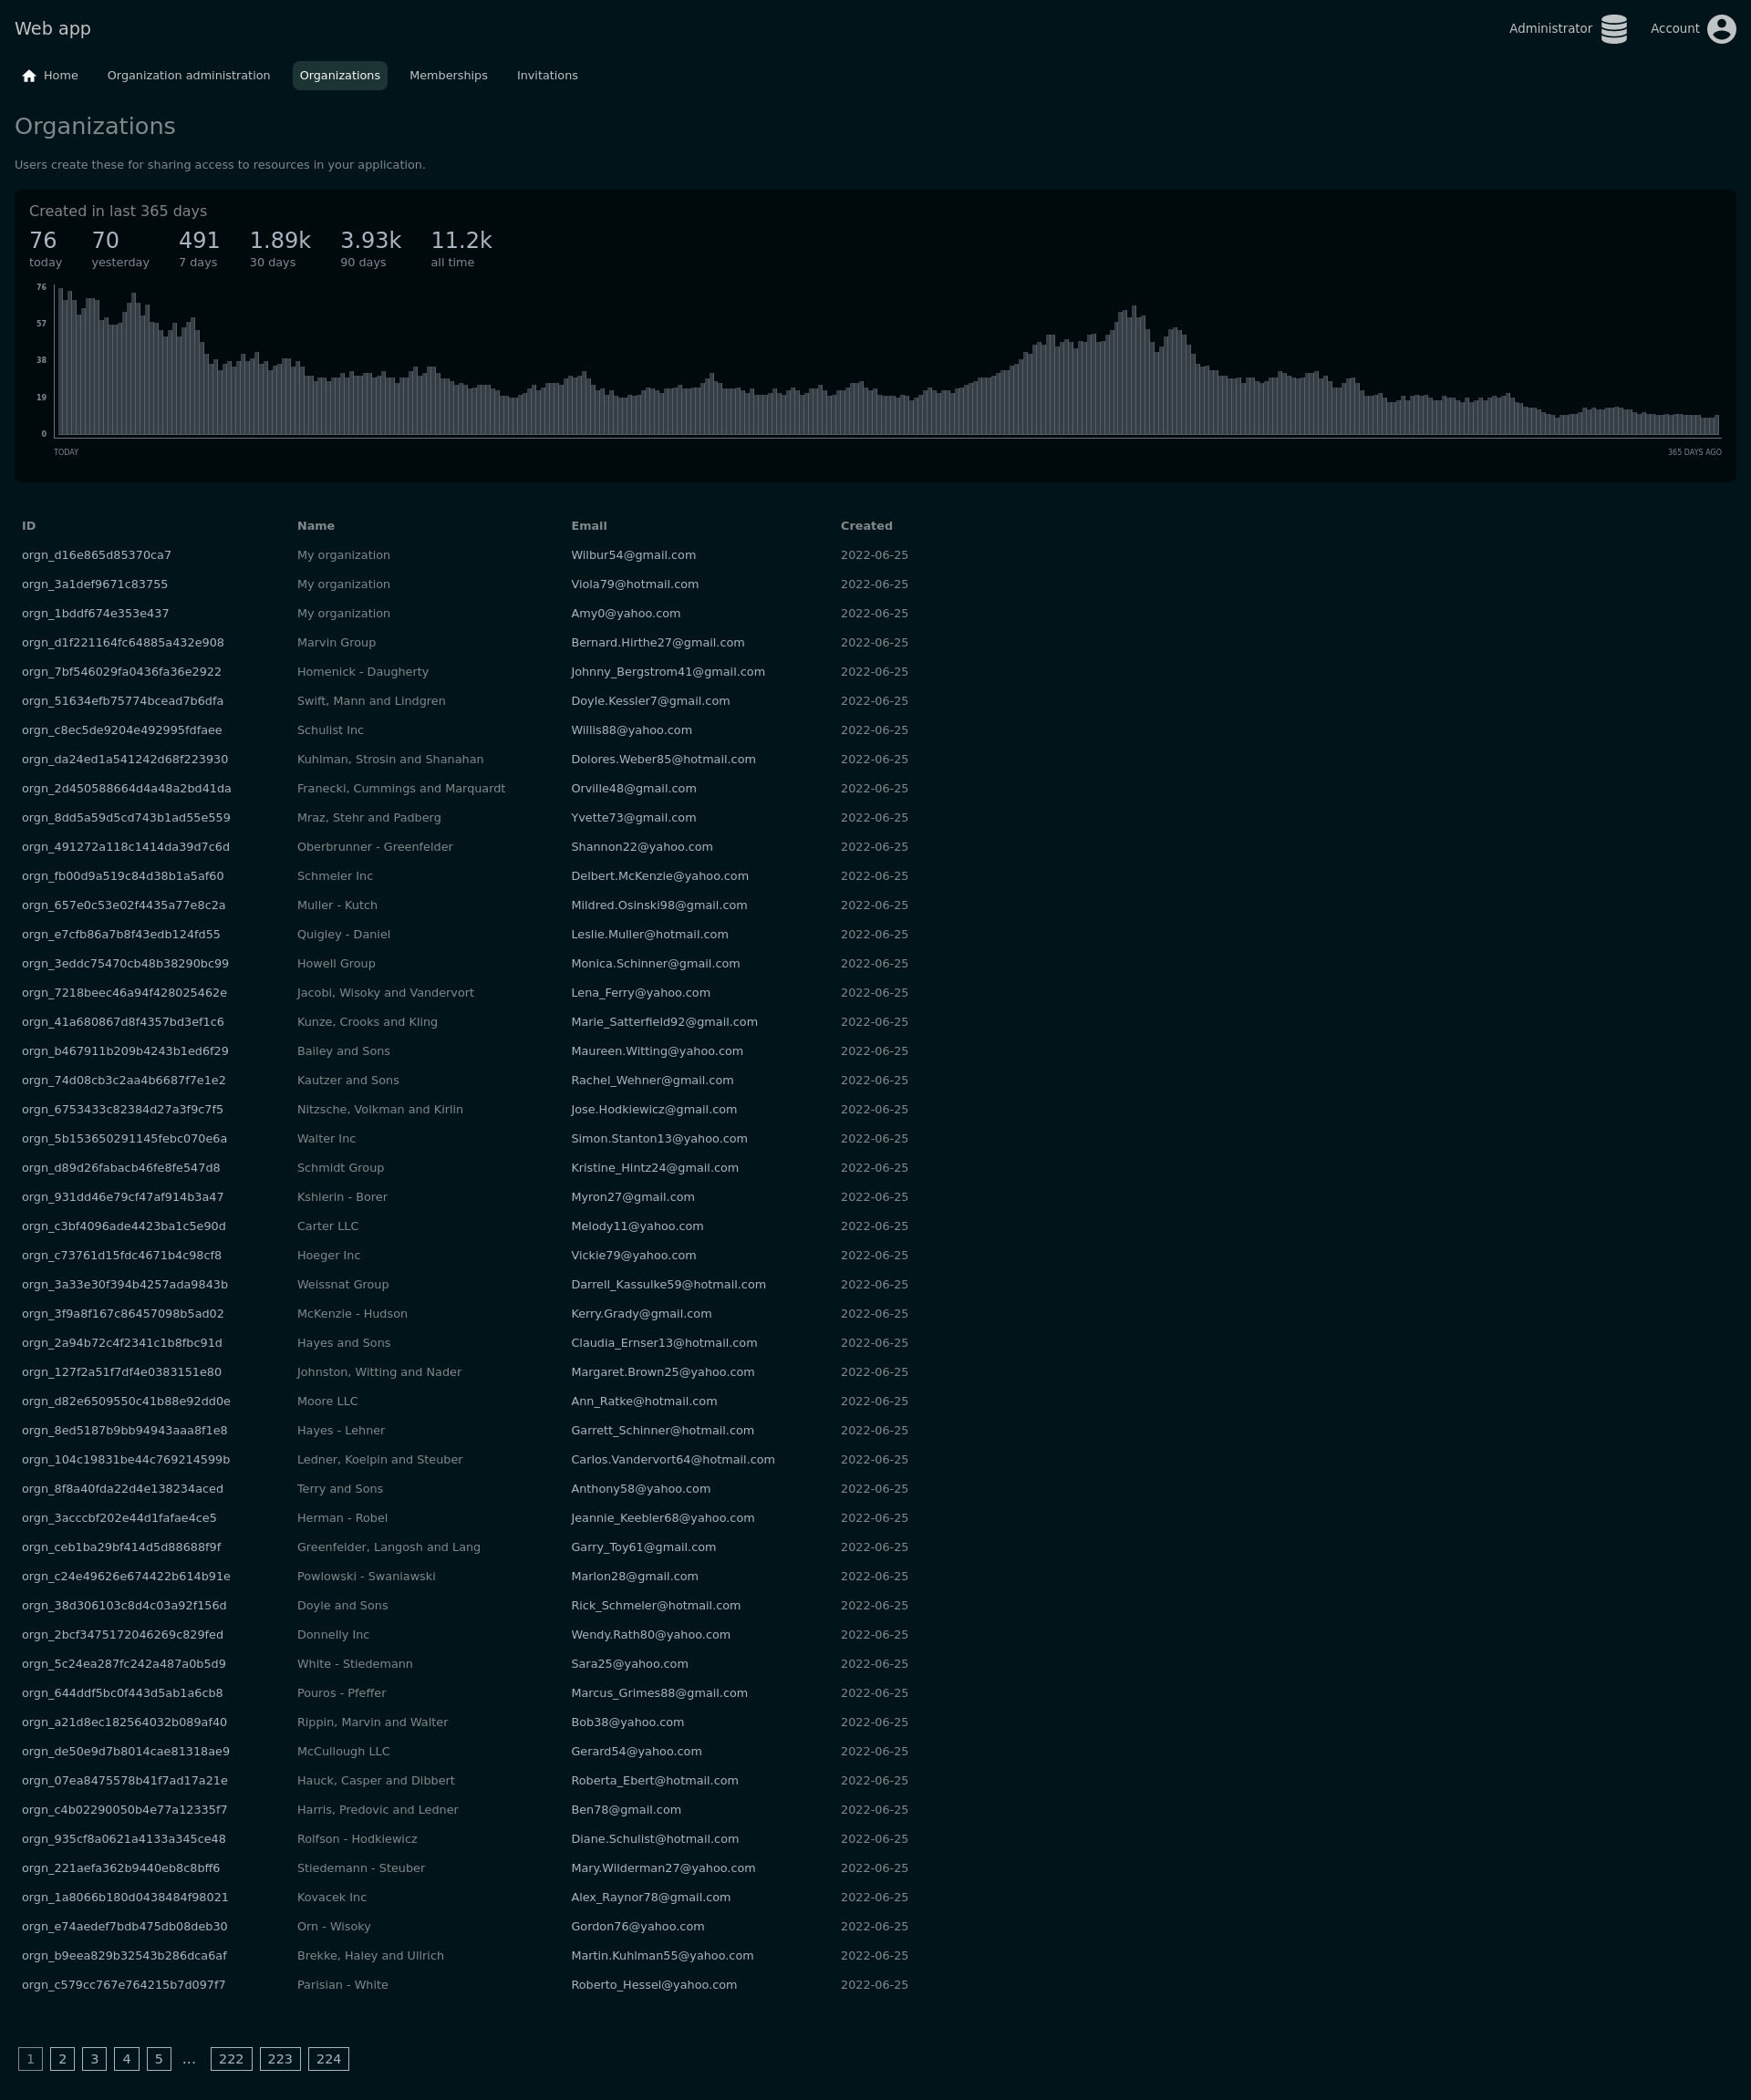 Web app
Administrator Account
Home Organization administration Organizations Memberships Invitations
Organizations
Users create these for sharing access to resources in your application.
Created in last 365 days
76 70 491 1.89k 3.93k 11.2k
today yesterday 7 days 30 days 90 days all time
76
57
38
19
0
TODAY 365 DAYS AGO
ID Name Email Created
orgn_d16e865d85370ca7 My organization Wilbur54@gmail.com 2022-06-25
orgn_3a1def9671c83755 My organization Viola79@hotmail.com 2022-06-25
orgn_1bddf674e353e437 My organization Amy0@yahoo.com 2022-06-25
orgn_d1f221164fc64885a432e908 Marvin Group Bernard.Hirthe27@gmail.com 2022-06-25
orgn_7bf546029fa0436fa36e2922 Homenick - Daugherty Johnny_Bergstrom41@gmail.com 2022-06-25
orgn_51634efb75774bcead7b6dfa Swift, Mann and Lindgren Doyle.Kessler7@gmail.com 2022-06-25
orgn_c8ec5de9204e492995fdfaee Schulist Inc Willis88@yahoo.com 2022-06-25
orgn_da24ed1a541242d68f223930 Kuhlman, Strosin and Shanahan Dolores.Weber85@hotmail.com 2022-06-25
orgn_2d450588664d4a48a2bd41da Franecki, Cummings and Marquardt Orville48@gmail.com 2022-06-25
orgn_8dd5a59d5cd743b1ad55e559 Mraz, Stehr and Padberg Yvette73@gmail.com 2022-06-25
orgn_491272a118c1414da39d7c6d Oberbrunner - Greenfelder Shannon22@yahoo.com 2022-06-25
orgn_fb00d9a519c84d38b1a5af60 Schmeler Inc Delbert.McKenzie@yahoo.com 2022-06-25
orgn_657e0c53e02f4435a77e8c2a Muller - Kutch Mildred.Osinski98@gmail.com 2022-06-25
orgn_e7cfb86a7b8f43edb124fd55 Quigley - Daniel Leslie.Muller@hotmail.com 2022-06-25
orgn_3eddc75470cb48b38290bc99 Howell Group Monica.Schinner@gmail.com 2022-06-25
orgn_7218beec46a94f428025462e Jacobi, Wisoky and Vandervort Lena_Ferry@yahoo.com 2022-06-25
orgn_41a680867d8f4357bd3ef1c6 Kunze, Crooks and Kling Marie_Satterfield92@gmail.com 2022-06-25
orgn_b467911b209b4243b1ed6f29 Bailey and Sons Maureen.Witting@yahoo.com 2022-06-25
orgn_74d08cb3c2aa4b6687f7e1e2 Kautzer and Sons Rachel_Wehner@gmail.com 2022-06-25
orgn_6753433c82384d27a3f9c7f5 Nitzsche, Volkman and Kirlin Jose.Hodkiewicz@gmail.com 2022-06-25
orgn_5b153650291145febc070e6a Walter Inc Simon.Stanton13@yahoo.com 2022-06-25
orgn_d89d26fabacb46fe8fe547d8 Schmidt Group Kristine_Hintz24@gmail.com 2022-06-25
orgn_931dd46e79cf47af914b3a47 Kshlerin - Borer Myron27@gmail.com 2022-06-25
orgn_c3bf4096ade4423ba1c5e90d Carter LLC Melody11@yahoo.com 2022-06-25
orgn_c73761d15fdc4671b4c98cf8 Hoeger Inc Vickie79@yahoo.com 2022-06-25
orgn_3a33e30f394b4257ada9843b Weissnat Group Darrell_Kassulke59@hotmail.com 2022-06-25
orgn_3f9a8f167c86457098b5ad02 McKenzie - Hudson Kerry.Grady@gmail.com 2022-06-25
orgn_2a94b72c4f2341c1b8fbc91d Hayes and Sons Claudia_Ernser13@hotmail.com 2022-06-25
orgn_127f2a51f7df4e0383151e80 Johnston, Witting and Nader Margaret.Brown25@yahoo.com 2022-06-25
orgn_d82e6509550c41b88e92dd0e Moore LLC Ann_Ratke@hotmail.com 2022-06-25
orgn_8ed5187b9bb94943aaa8f1e8 Hayes - Lehner Garrett_Schinner@hotmail.com 2022-06-25
orgn_104c19831be44c769214599b Ledner, Koelpin and Steuber Carlos.Vandervort64@hotmail.com 2022-06-25
orgn_8f8a40fda22d4e138234aced Terry and Sons Anthony58@yahoo.com 2022-06-25
orgn_3acccbf202e44d1fafae4ce5 Herman - Robel Jeannie_Keebler68@yahoo.com 2022-06-25
orgn_ceb1ba29bf414d5d88688f9f Greenfelder, Langosh and Lang Garry_Toy61@gmail.com 2022-06-25
orgn_c24e49626e674422b614b91e Powlowski - Swaniawski Marlon28@gmail.com 2022-06-25
orgn_38d306103c8d4c03a92f156d Doyle and Sons Rick_Schmeler@hotmail.com 2022-06-25
orgn_2bcf3475172046269c829fed Donnelly Inc Wendy.Rath80@yahoo.com 2022-06-25
orgn_5c24ea287fc242a487a0b5d9 White - Stiedemann Sara25@yahoo.com 2022-06-25
orgn_644ddf5bc0f443d5ab1a6cb8 Pouros - Pfeffer Marcus_Grimes88@gmail.com 2022-06-25
orgn_a21d8ec182564032b089af40 Rippin, Marvin and Walter Bob38@yahoo.com 2022-06-25
orgn_de50e9d7b8014cae81318ae9 McCullough LLC Gerard54@yahoo.com 2022-06-25
orgn_07ea8475578b41f7ad17a21e Hauck, Casper and Dibbert Roberta_Ebert@hotmail.com 2022-06-25
orgn_c4b02290050b4e77a12335f7 Harris, Predovic and Ledner Ben78@gmail.com 2022-06-25
orgn_935cf8a0621a4133a345ce48 Rolfson - Hodkiewicz Diane.Schulist@hotmail.com 2022-06-25
orgn_221aefa362b9440eb8c8bff6 Stiedemann - Steuber Mary.Wilderman27@yahoo.com 2022-06-25
orgn_1a8066b180d0438484f98021 Kovacek Inc Alex_Raynor78@gmail.com 2022-06-25
orgn_e74aedef7bdb475db08deb30 Orn - Wisoky Gordon76@yahoo.com 2022-06-25
orgn_b9eea829b32543b286dca6af Brekke, Haley and Ullrich Martin.Kuhlman55@yahoo.com 2022-06-25
orgn_c579cc767e764215b7d097f7 Parisian - White Roberto_Hessel@yahoo.com 2022-06-25
1 2 3 4 5 ... 222 223 224